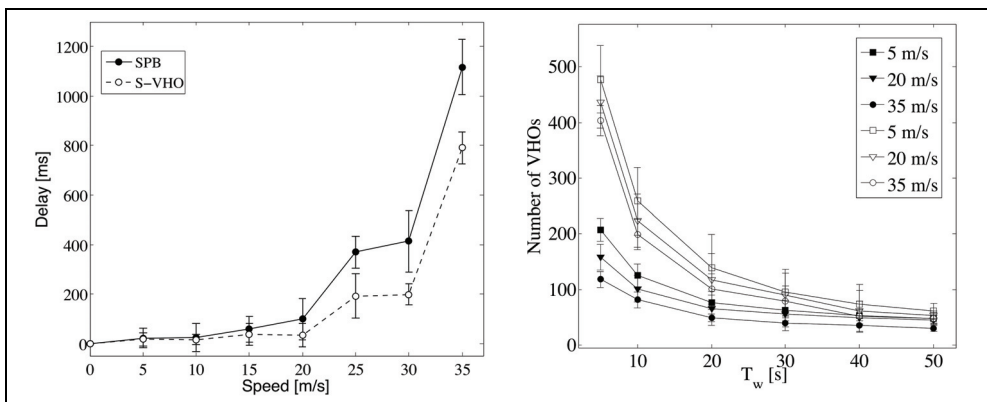 1200
1000
800
600
400
200
0
Delay [ms]
SPB
S-VHO
0 5 10 15 20 25 30 35
Speed [m/s]
500
400
300
200
100
0
Number of VHOs
5 m/s
20 m/s
35 m/s
5 m/s
20 m/s
35 m/s
10 20 30 40 50
T_w [s]